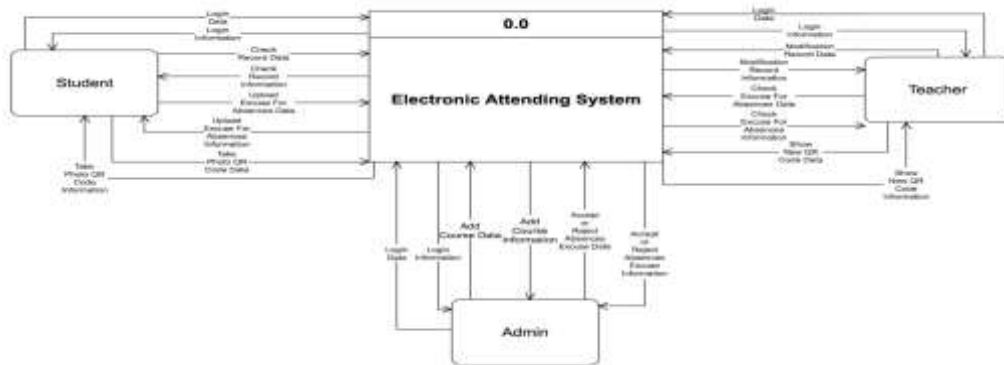 Login
Data
Login
Information
Check
Record Data
Check
Record
Information
Upload
Excuse For
Absences Data
Upload
Excuse For
Absences
Information
Take
Photo QR
Code Data
Take
Photo QR
Code
Information
Student
0.0
Electronic Attending System
Login
Data
Login
Information
Modification
Record Data
Modification
Record
Information
Check
Excuse For
Absences Data
Check
Excuse For
Absences
Information
Show
New QR
Code Data
Show
New QR
Code
Information
Teacher
Login
Data
Login
Information
Add
Course Data
Add
Course
Information
Accept
or
Reject
Absences
Excuse Data
Accept
or
Reject
Absences
Excuse
Information
Admin